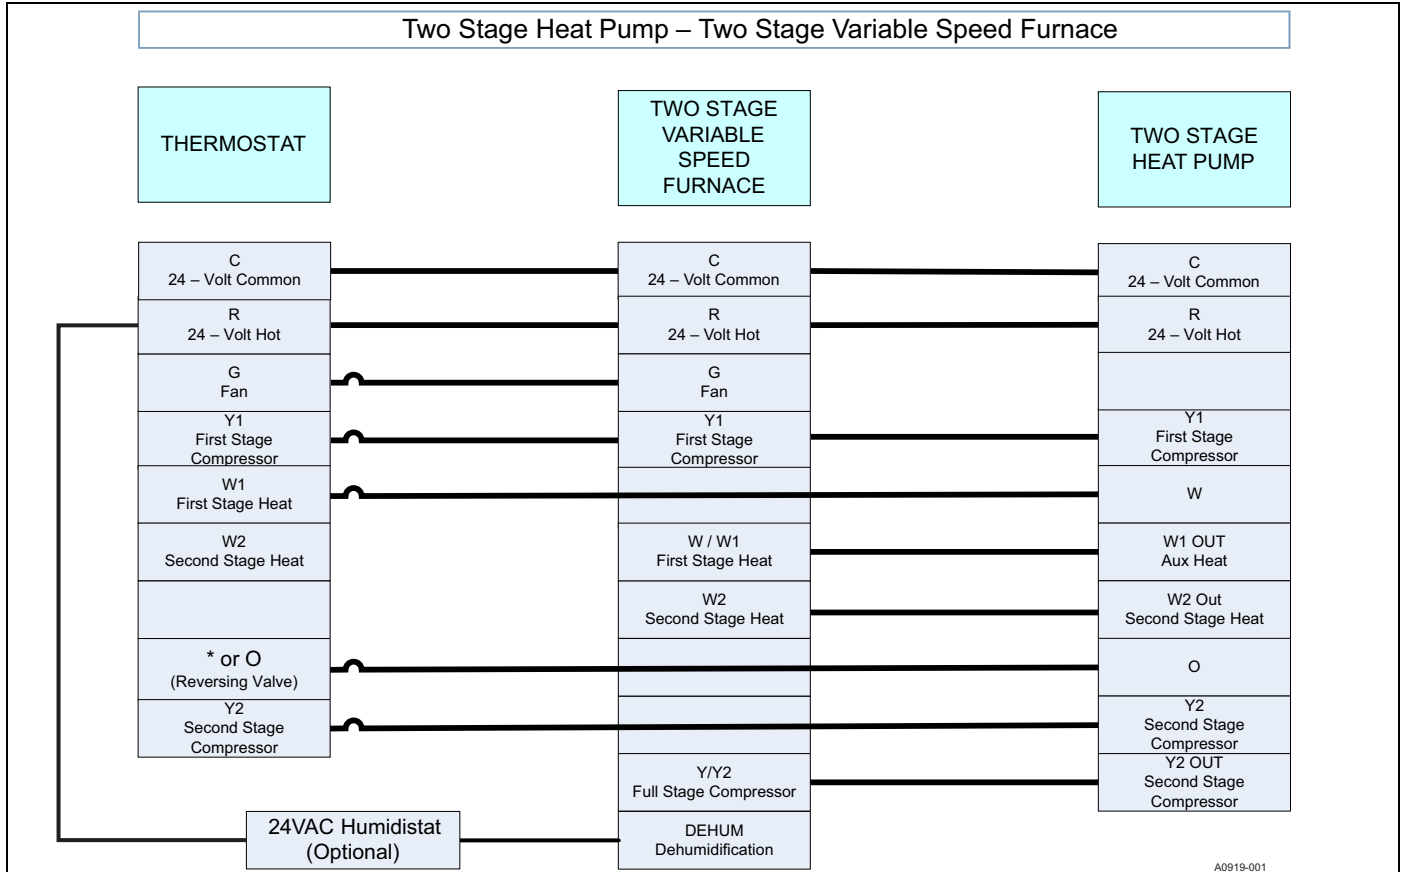 Two Stage Heat Pump – Two Stage Variable Speed Furnace
THERMOSTAT
TWO STAGE
VARIABLE
SPEED
FURNACE
TWO STAGE
HEAT PUMP
C
24 – Volt Common
R
24 – Volt Hot
G
Fan
Y1
First Stage
Compressor
W1
First Stage Heat
W2
Second Stage Heat
* or O
(Reversing Valve)
Y2
Second Stage
Compressor
24VAC Humidistat
(Optional)
C
24 – Volt Common
R
24 – Volt Hot
G
Fan
Y1
First Stage
Compressor
W / W1
First Stage Heat
W2
Second Stage Heat
Y/Y2
Full Stage Compressor
DEHUM
Dehumidification
C
24 – Volt Common
R
24 – Volt Hot
Y1
First Stage
Compressor
W
W1 OUT
Aux Heat
W2 Out
Second Stage Heat
O
Y2
Second Stage
Compressor
Y2 OUT
Second Stage
Compressor
A0919-001